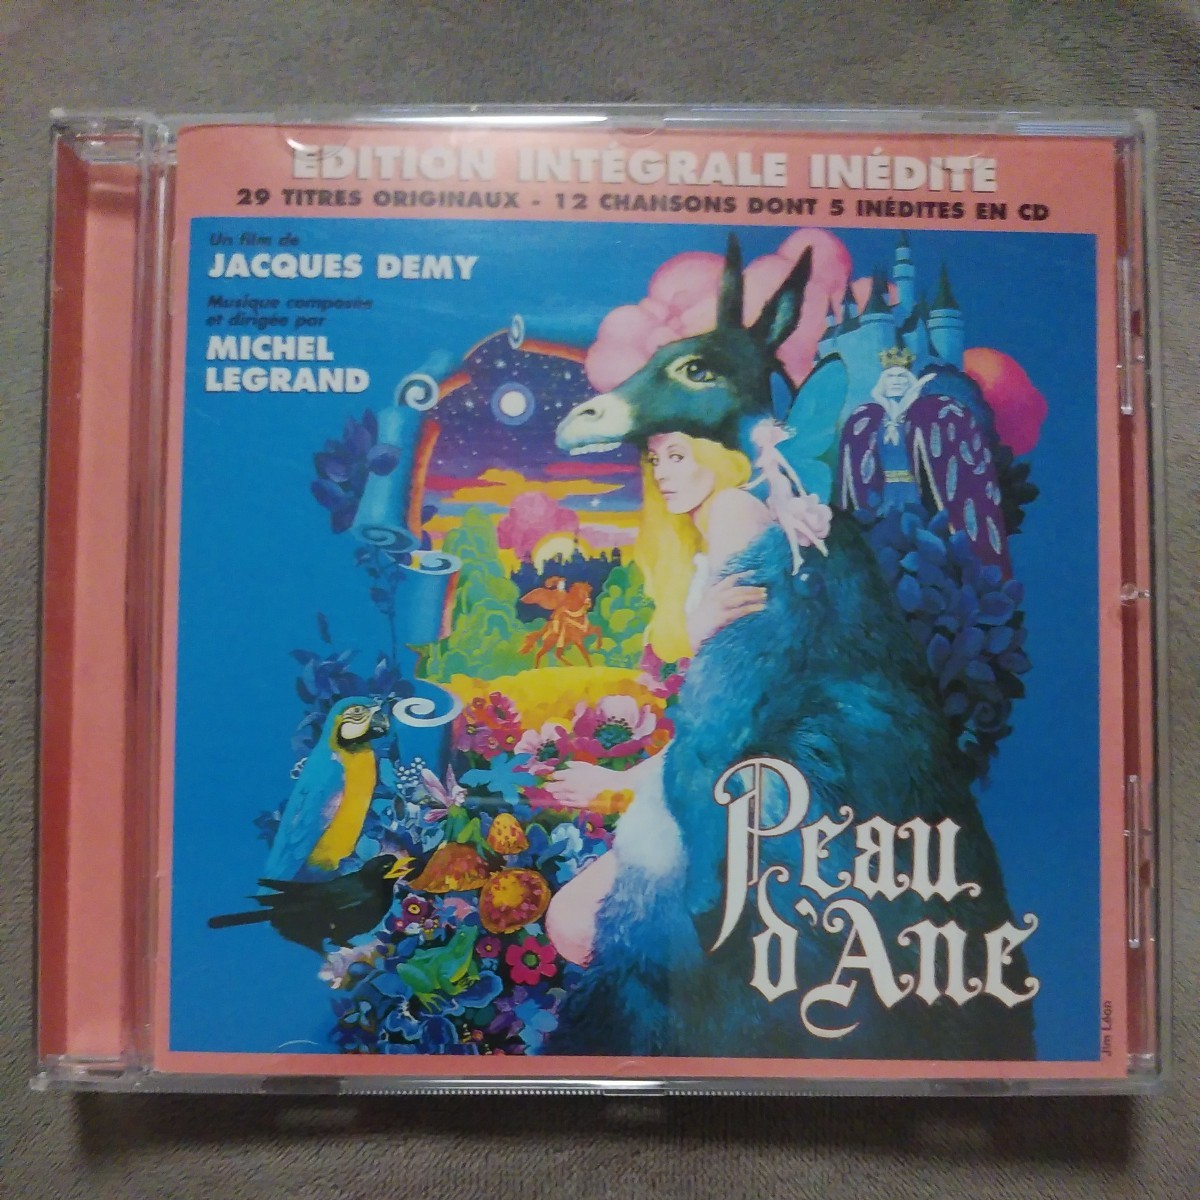 EDITION INTÉGRALE INÉDITE
29 TITRES ORIGINAUX - 12 CHANSONS DONT 5 INÉDITES EN CD
Un film de
JACQUES DEMY
Musique composée
et dirigée par
MICHEL
LEGRAND
Peau
d'Ane
Jim Léon